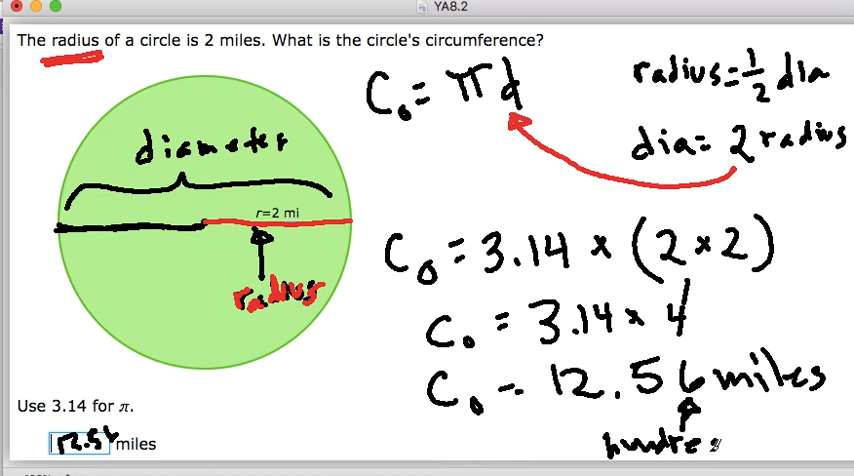 YA8.2
The radius of a circle is 2 miles. What is the circle's circumference?
C₀ = πd
radius = 1/2 dia
dia = 2 radius
diameter
r=2 mi
radius
C₀ = 3.14 × (2 × 2)
C₀ = 3.14 × 4
C₀ = 12.56 miles
Use 3.14 for π.
12.56 miles